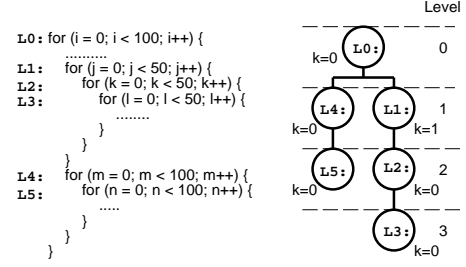 Level
L0: for (i = 0; i < 100; i++) {
..........
L1: for (j = 0; j < 50; j++) {
L2: for (k = 0; k < 50; k++) {
L3: for (l = 0; l < 50; l++) {
........
}
}
}
L4: for (m = 0; m < 100; m++) {
L5: for (n = 0; n < 100; n++) {
.....
}
}
}
L0: 0
k=0
L4: L1: 1
k=0 k=1
L5: L2: 2
k=0 k=0
L3: 3
k=0